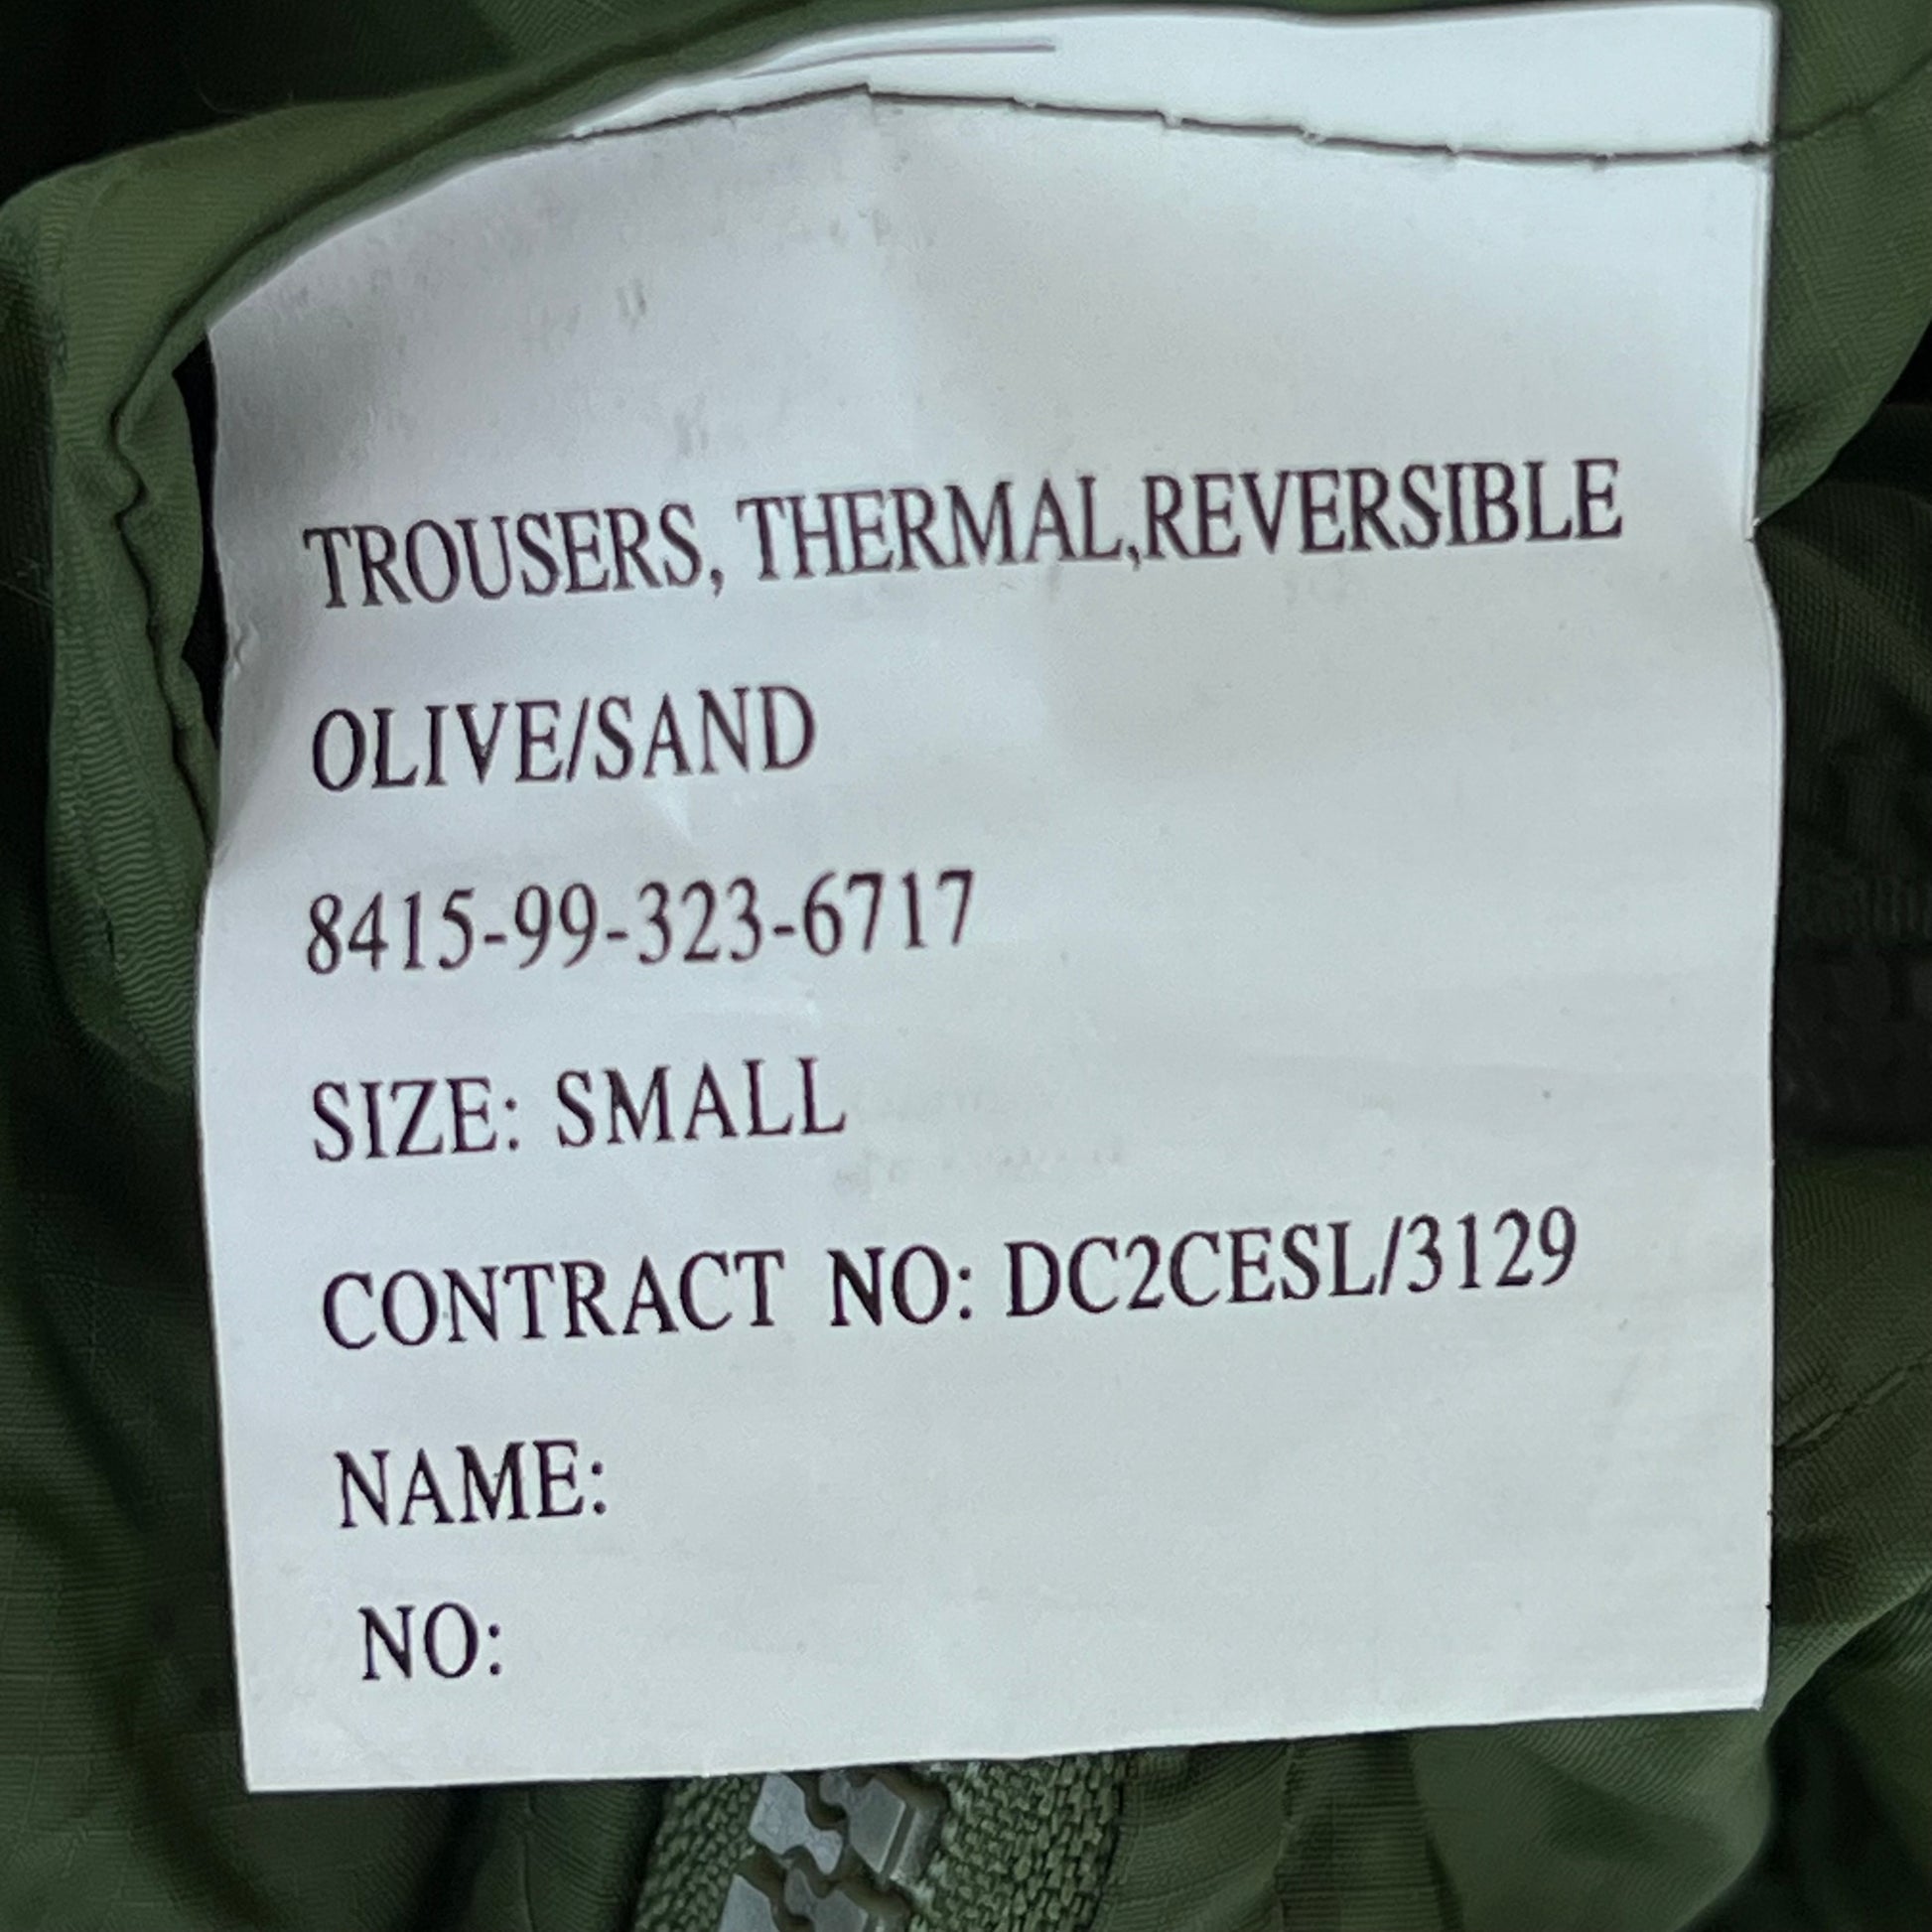 TROUSERS, THERMAL,REVERSIBLE
OLIVE/SAND
8415-99-323-6717
SIZE: SMALL
CONTRACT NO: DC2CESL/3129
NAME:
NO: